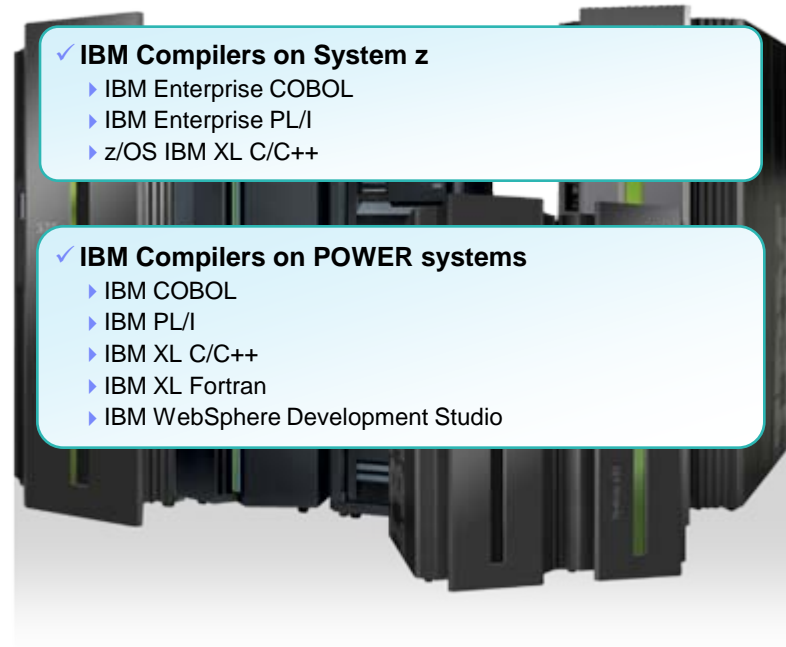 ✓ IBM Compilers on System z
IBM Enterprise COBOL
IBM Enterprise PL/I
z/OS IBM XL C/C++
✓ IBM Compilers on POWER systems
IBM COBOL
IBM PL/I
IBM XL C/C++
IBM XL Fortran
IBM WebSphere Development Studio